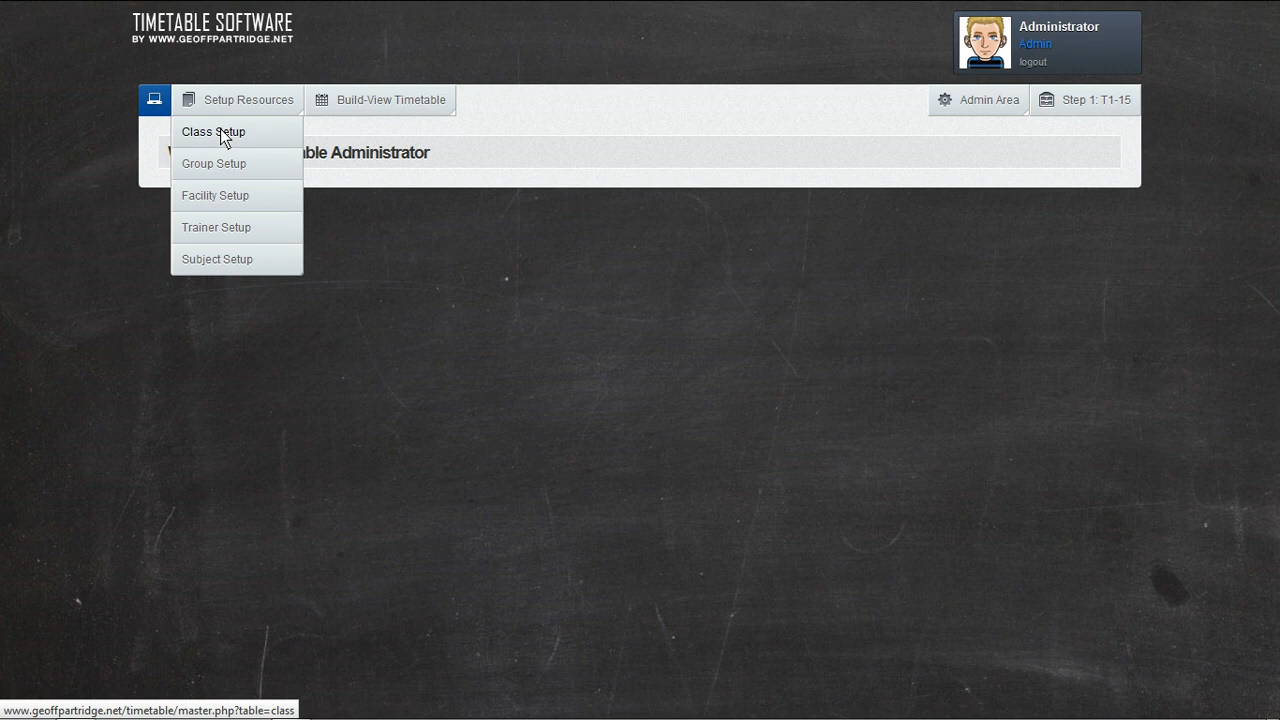 TIMETABLE SOFTWARE
BY WWW.GEOFFPARTRIDGE.NET
Administrator
Admin
logout
Setup Resources
Build-View Timetable
Admin Area
Step 1: T1-15
Class Setup
ble Administrator
Group Setup
Facility Setup
Trainer Setup
Subject Setup
www.geoffpartridge.net/timetable/master.php?table=class